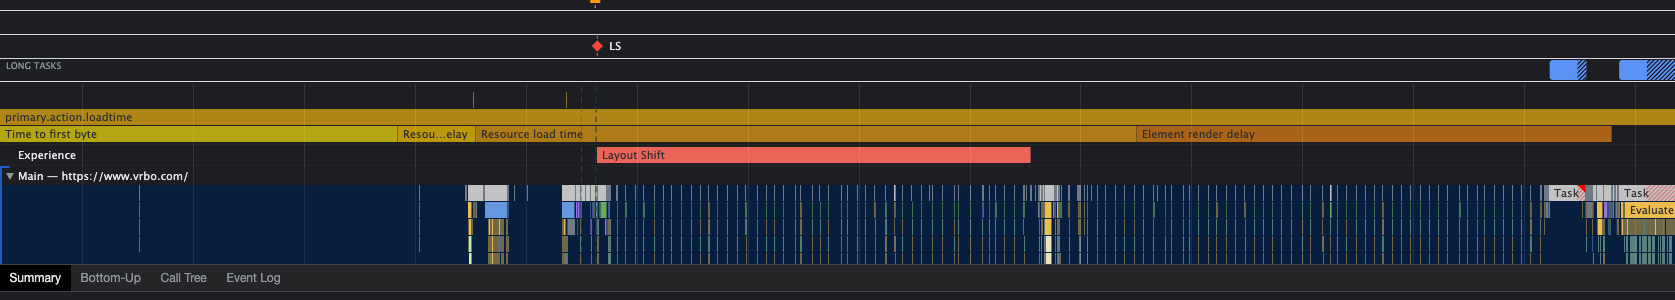 LS
LONG TASKS
primary.action.loadtime
Time to first byte Resou...elay Resource load time Element render delay
Experience Layout Shift
Main — https://www.vrbo.com/
Task Task
Evaluate
Summary Bottom-Up Call Tree Event Log